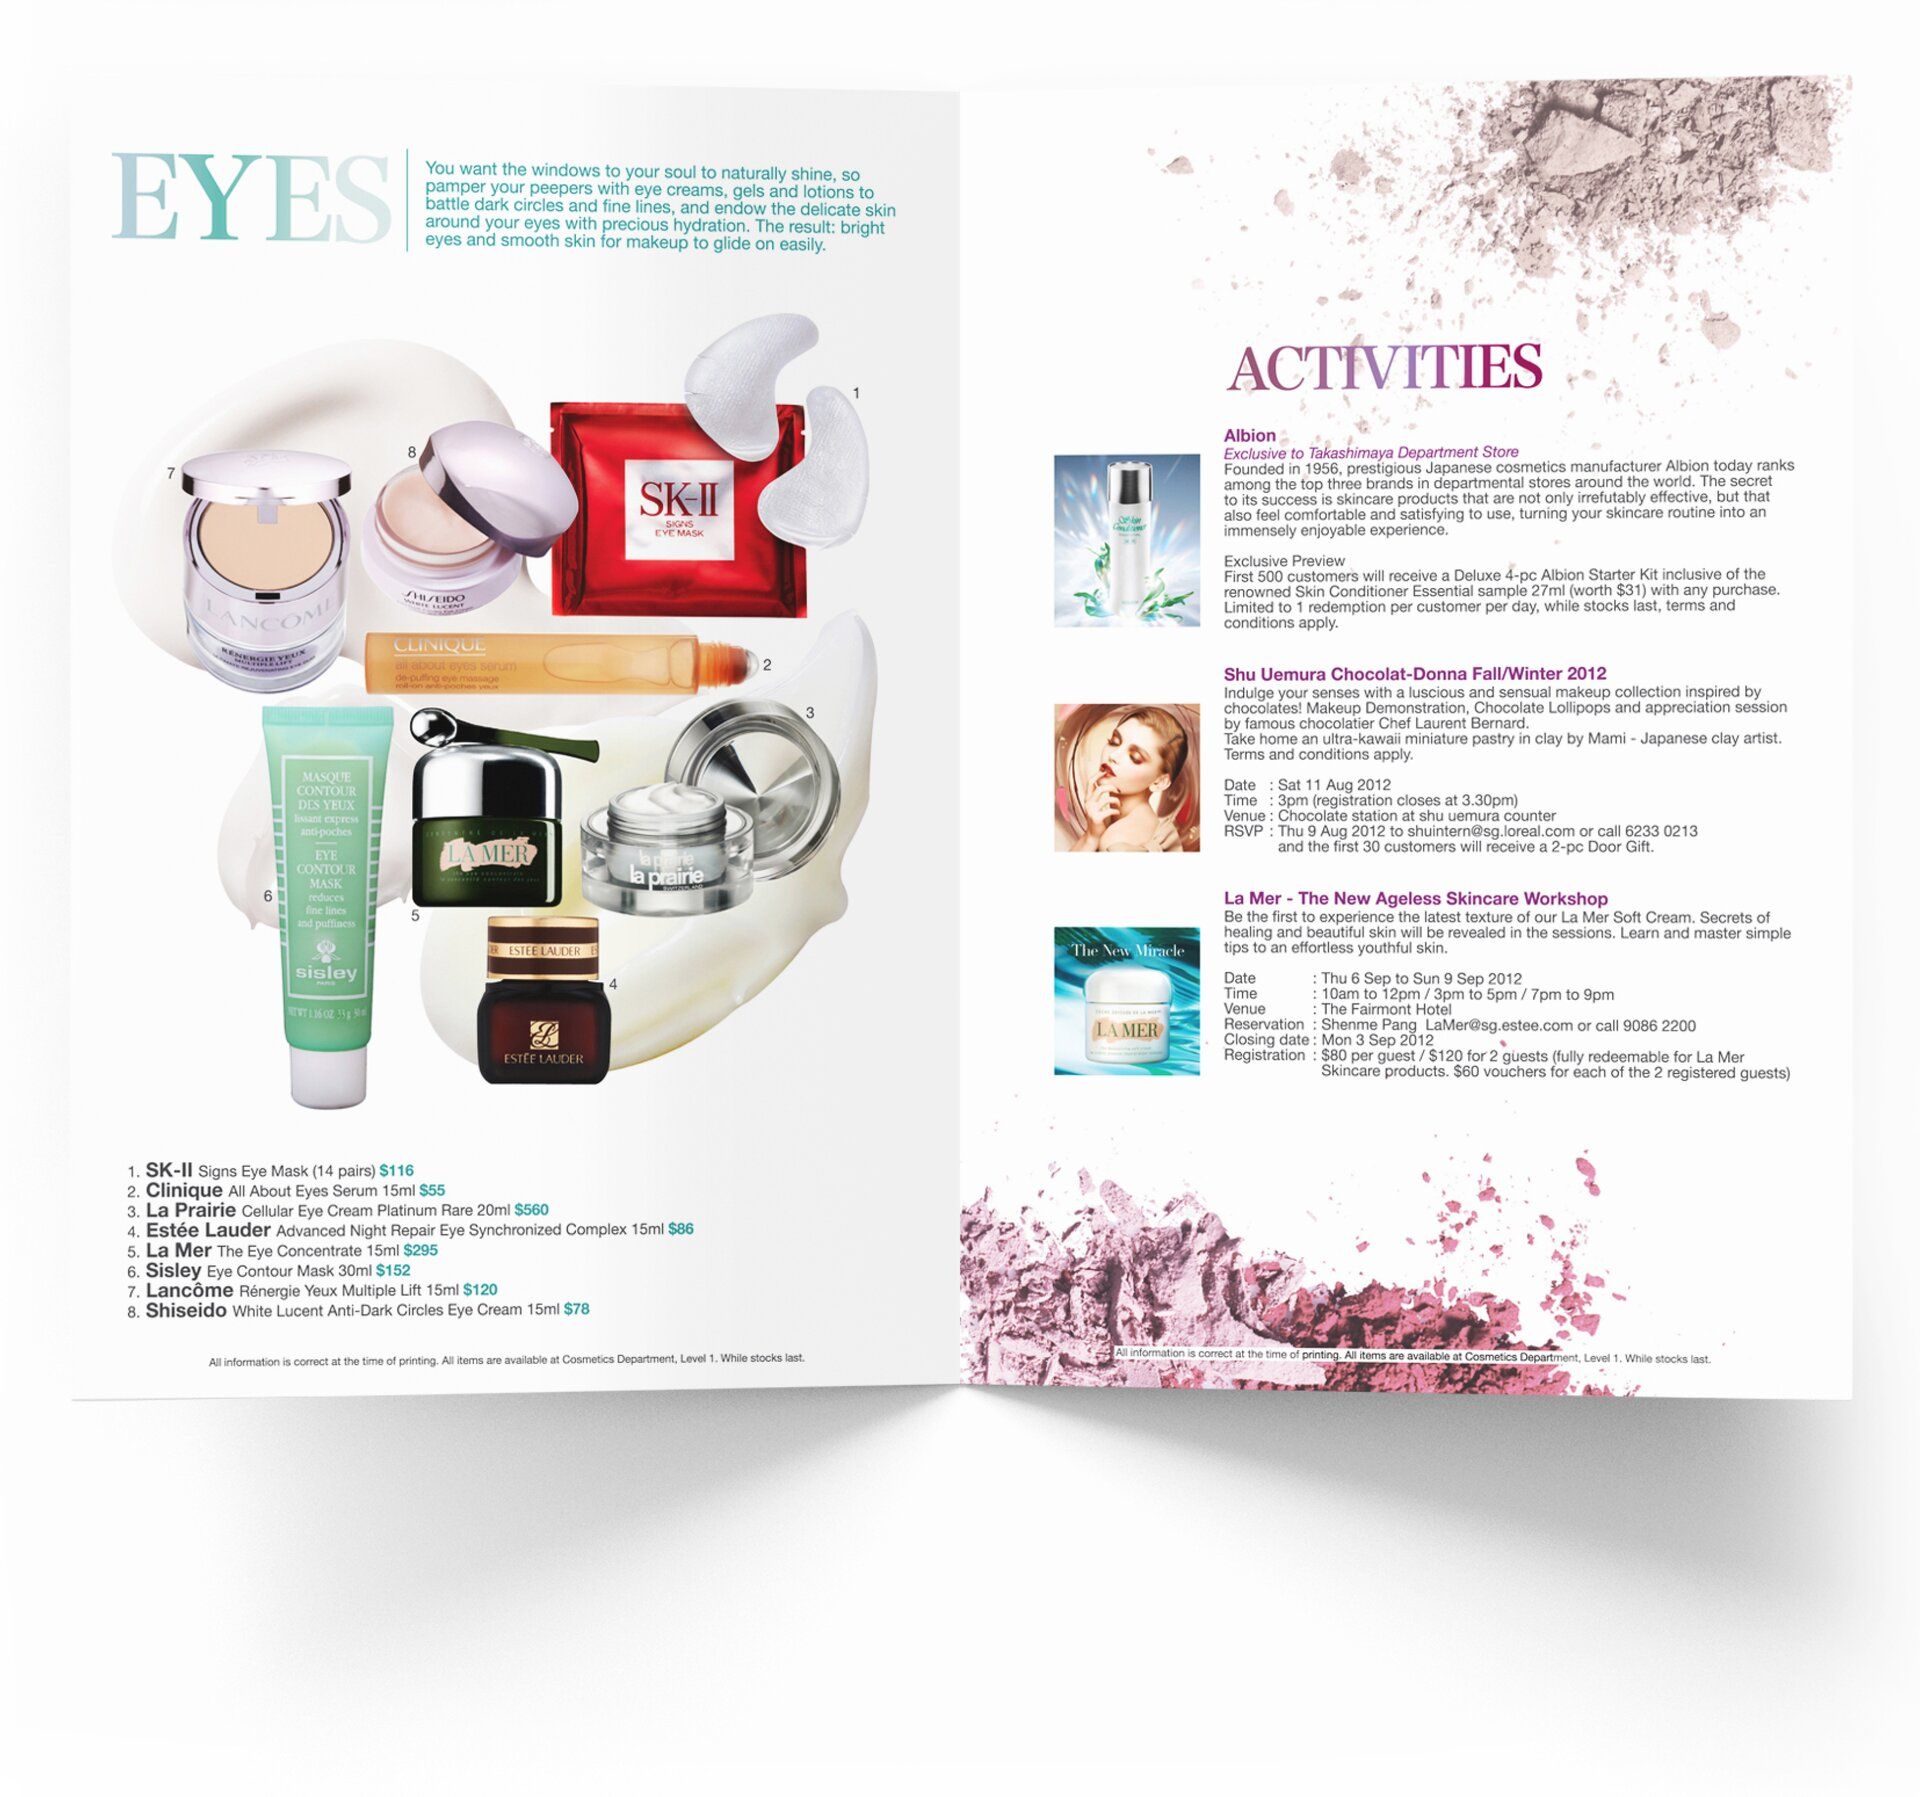 EYES
You want the windows to your soul to naturally shine, so
pamper your peepers with eye creams, gels and lotions to
battle dark circles and fine lines, and endow the delicate skin
around your eyes with precious hydration. The result: bright
eyes and smooth skin for makeup to glide on easily.
1
8
7
SK-II
SIGNS
EYE MASK
SHISEIDO
WHITE LUCENT
LANCÔME
RÉNERGIE YEUX
MULTIPLE LIFT
CLINIQUE
all about eyes serum
de-puffing eye massage
roll-on anti-poches yeux
2
3
MASQUE
CONTOUR
DES YEUX
lissant express
anti-poches
EYE
CONTOUR
MASK
reduces
fine lines
and puffiness
sisley
PARIS
NET WT 1.16 OZ 33 g 30 ml
6
LA MER
the eye concentrate
5
la prairie
la prairie
SWITZERLAND
ESTĒE LAUDER
4
ESTĒE LAUDER
1. SK-II Signs Eye Mask (14 pairs) $116
2. Clinique All About Eyes Serum 15ml $55
3. La Prairie Cellular Eye Cream Platinum Rare 20ml $560
4. Estée Lauder Advanced Night Repair Eye Synchronized Complex 15ml $86
5. La Mer The Eye Concentrate 15ml $295
6. Sisley Eye Contour Mask 30ml $152
7. Lancôme Rénergie Yeux Multiple Lift 15ml $120
8. Shiseido White Lucent Anti-Dark Circles Eye Cream 15ml $78
All information is correct at the time of printing. All items are available at Cosmetics Department, Level 1. While stocks last.
ACTIVITIES
Skin
Conditioner
Albion
Exclusive to Takashimaya Department Store
Founded in 1956, prestigious Japanese cosmetics manufacturer Albion today ranks
among the top three brands in departmental stores around the world. The secret
to its success is skincare products that are not only irrefutably effective, but that
also feel comfortable and satisfying to use, turning your skincare routine into an
immensely enjoyable experience.
Exclusive Preview
First 500 customers will receive a Deluxe 4-pc Albion Starter Kit inclusive of the
renowned Skin Conditioner Essential sample 27ml (worth $31) with any purchase.
Limited to 1 redemption per customer per day, while stocks last, terms and
conditions apply.
Shu Uemura Chocolat-Donna Fall/Winter 2012
Indulge your senses with a luscious and sensual makeup collection inspired by
chocolates! Makeup Demonstration, Chocolate Lollipops and appreciation session
by famous chocolatier Chef Laurent Bernard.
Take home an ultra-kawaii miniature pastry in clay by Mami - Japanese clay artist.
Terms and conditions apply.
Date : Sat 11 Aug 2012
Time : 3pm (registration closes at 3.30pm)
Venue : Chocolate station at shu uemura counter
RSVP : Thu 9 Aug 2012 to shuintern@sg.loreal.com or call 6233 0213
and the first 30 customers will receive a 2-pc Door Gift.
The New Miracle
LA MER
La Mer - The New Ageless Skincare Workshop
Be the first to experience the latest texture of our La Mer Soft Cream. Secrets of
healing and beautiful skin will be revealed in the sessions. Learn and master simple
tips to an effortless youthful skin.
Date : Thu 6 Sep to Sun 9 Sep 2012
Time : 10am to 12pm / 3pm to 5pm / 7pm to 9pm
Venue : The Fairmont Hotel
Reservation : Shenme Pang LaMer@sg.estee.com or call 9086 2200
Closing date : Mon 3 Sep 2012
Registration : $80 per guest / $120 for 2 guests (fully redeemable for La Mer
Skincare products. $60 vouchers for each of the 2 registered guests)
All information is correct at the time of printing. All items are available at Cosmetics Department, Level 1. While stocks last.